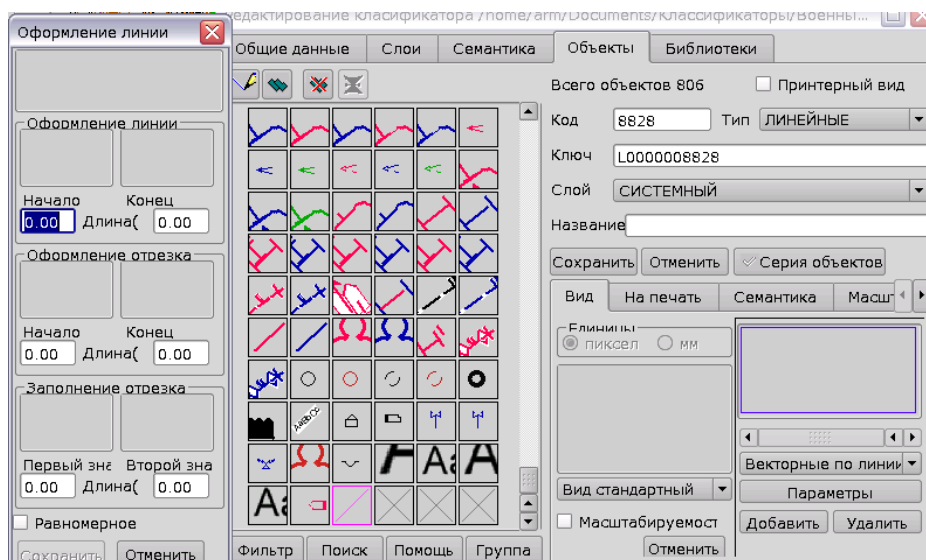 Редактирование класификатора /home/arm/Documents/Классификаторы/Военны...
Оформление линии
Оформление линии
Начало Конец
0.00 Длина( 0.00
Оформление отрезка
Начало Конец
0.00 Длина( 0.00
Заполнение отрезка
Первый зна Второй зна
0.00 Длина( 0.00
Равномерное
Сохранить Отменить
Общие данные Слои Семантика Объекты Библиотеки
Всего объектов 806 Принтерный вид
Код 8828 Тип ЛИНЕЙНЫЕ
Ключ L0000008828
Слой СИСТЕМНЫЙ
Название
Сохранить Отменить Серия объектов
Вид На печать Семантика Масшт
Единицы
пиксел мм
Векторные по линии
Вид стандартный Параметры
Масштабируемост Добавить Удалить
Отменить
Фильтр Поиск Помощь Группа